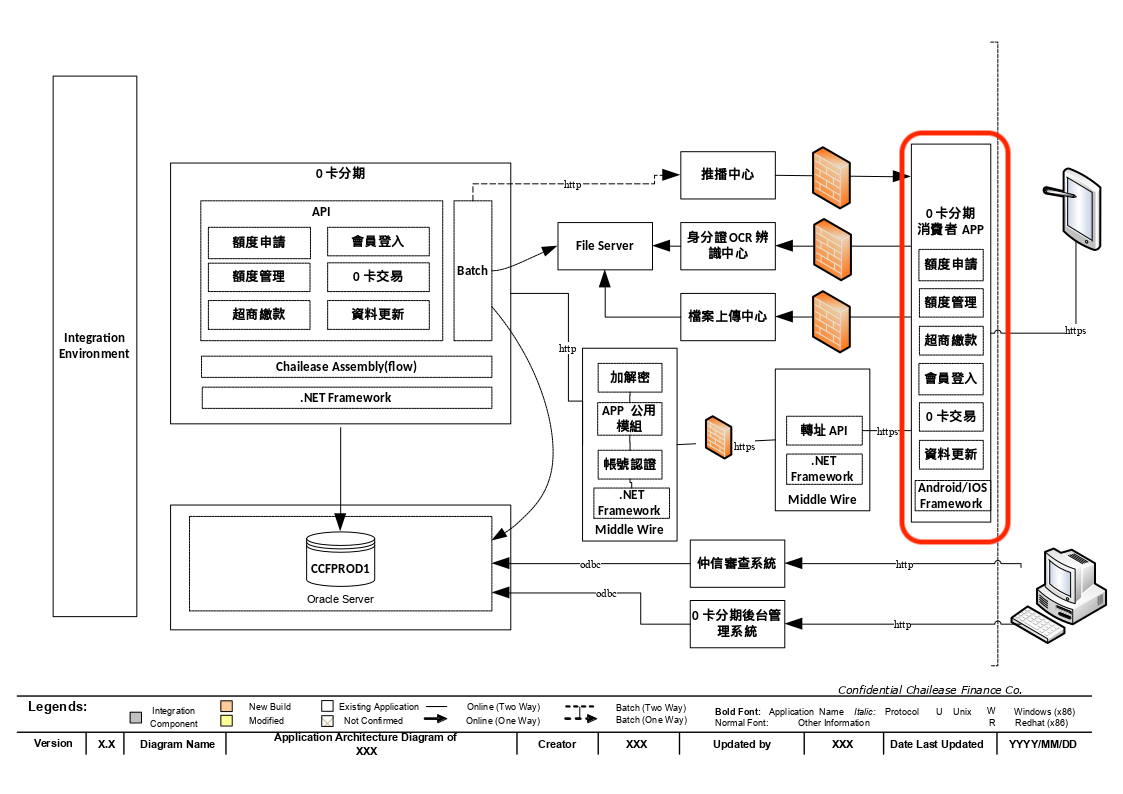 Integration
Environment
0 卡分期
API
額度申請
會員登入
額度管理
0 卡交易
超商繳款
資料更新
Batch
Chailease Assembly(flow)
.NET Framework
http
推播中心
File Server
身分證 OCR 辨
識中心
檔案上傳中心
http
加解密
APP 公用
模組
帳號認證
.NET
Framework
Middle Wire
https
轉址 API
.NET
Framework
Middle Wire
https
0 卡分期
消費者 APP
額度申請
額度管理
超商繳款
會員登入
0 卡交易
資料更新
Android/IOS
Framework
https
CCFPROD1
Oracle Server
odbc
仲信審查系統
http
odbc
0 卡分期後台管
理系統
http
Confidential Chailease Finance Co.
Legends:
Integration
Component
New Build
Modified
Existing Application
Not Confirmed
Online (Two Way)
Online (One Way)
Batch (Two Way)
Batch (One Way)
Bold Font: Application Name Italic: Protocol U Unix W Windows (x86)
Normal Font: Other Information R Redhat (x86)
Version X.X Diagram Name Application Architecture Diagram of
XXX
Creator XXX Updated by XXX Date Last Updated YYYY/MM/DD